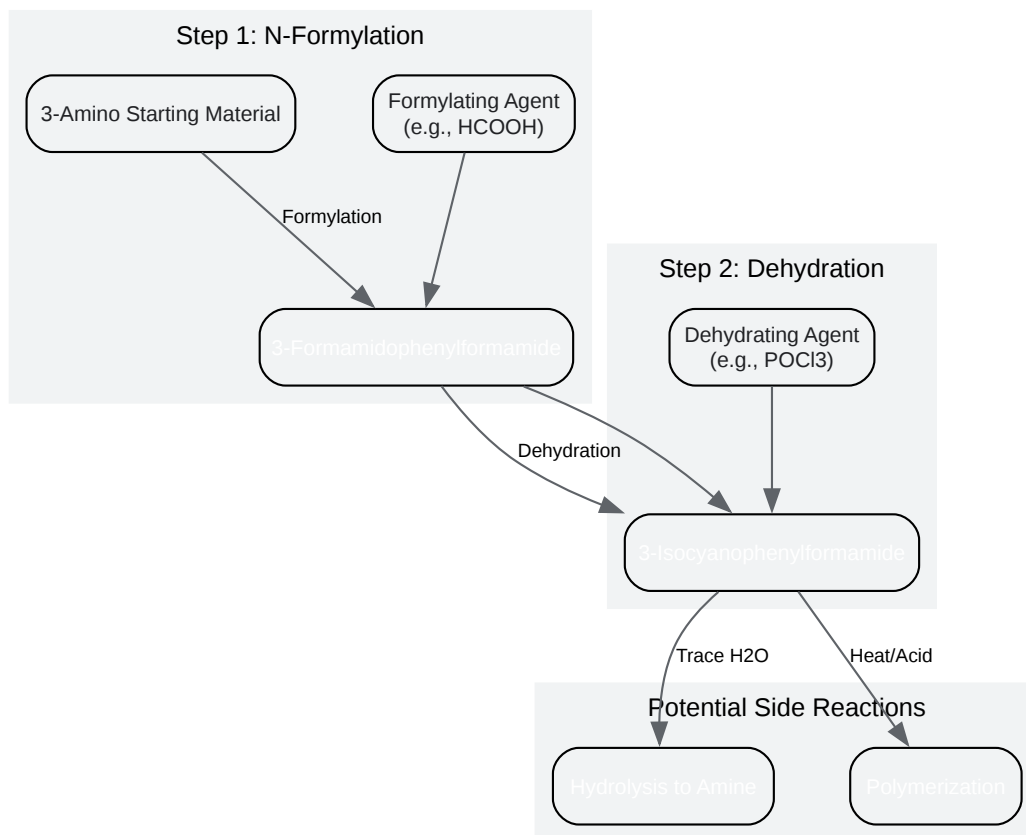 Step 1: N-Formylation
3-Amino Starting Material
Formylating Agent
(e.g., HCOOH)
Formylation
3-Formamidophenylformamide
Step 2: Dehydration
Dehydrating Agent
(e.g., POCl3)
Dehydration
3-Isocyanophenylformamide
Trace H2O
Heat/Acid
Potential Side Reactions
Hydrolysis to Amine
Polymerization